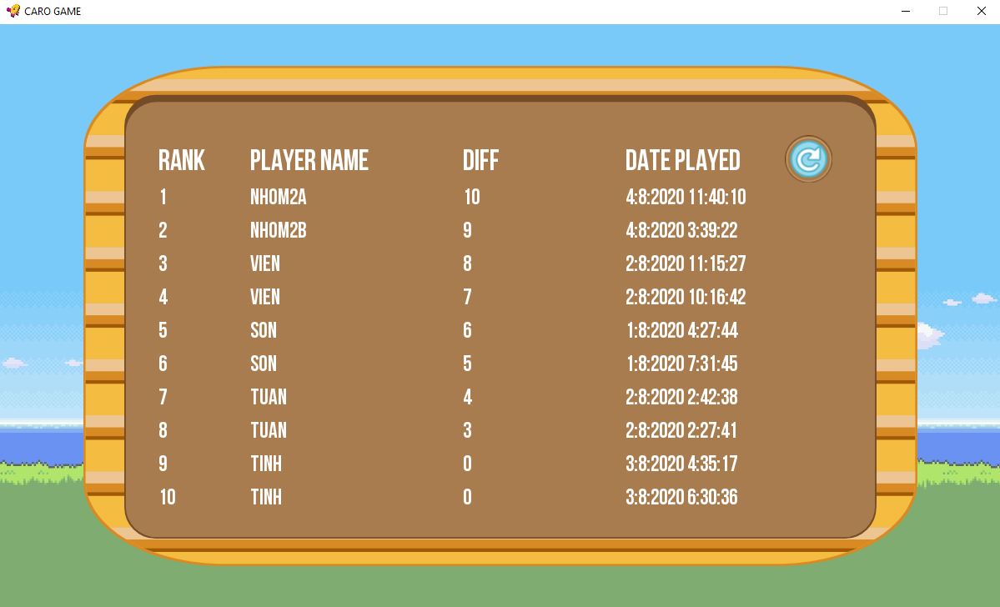 CARO GAME
RANK PLAYER NAME DIFF DATE PLAYED
1 NHOM2A 10 4:8:2020 11:40:10
2 NHOM2B 9 4:8:2020 3:39:22
3 VIEN 8 2:8:2020 11:15:27
4 VIEN 7 2:8:2020 10:16:42
5 SON 6 1:8:2020 4:27:44
6 SON 5 1:8:2020 7:31:45
7 TUAN 4 2:8:2020 2:42:38
8 TUAN 3 2:8:2020 2:27:41
9 TINH 0 3:8:2020 4:35:17
10 TINH 0 3:8:2020 6:30:36